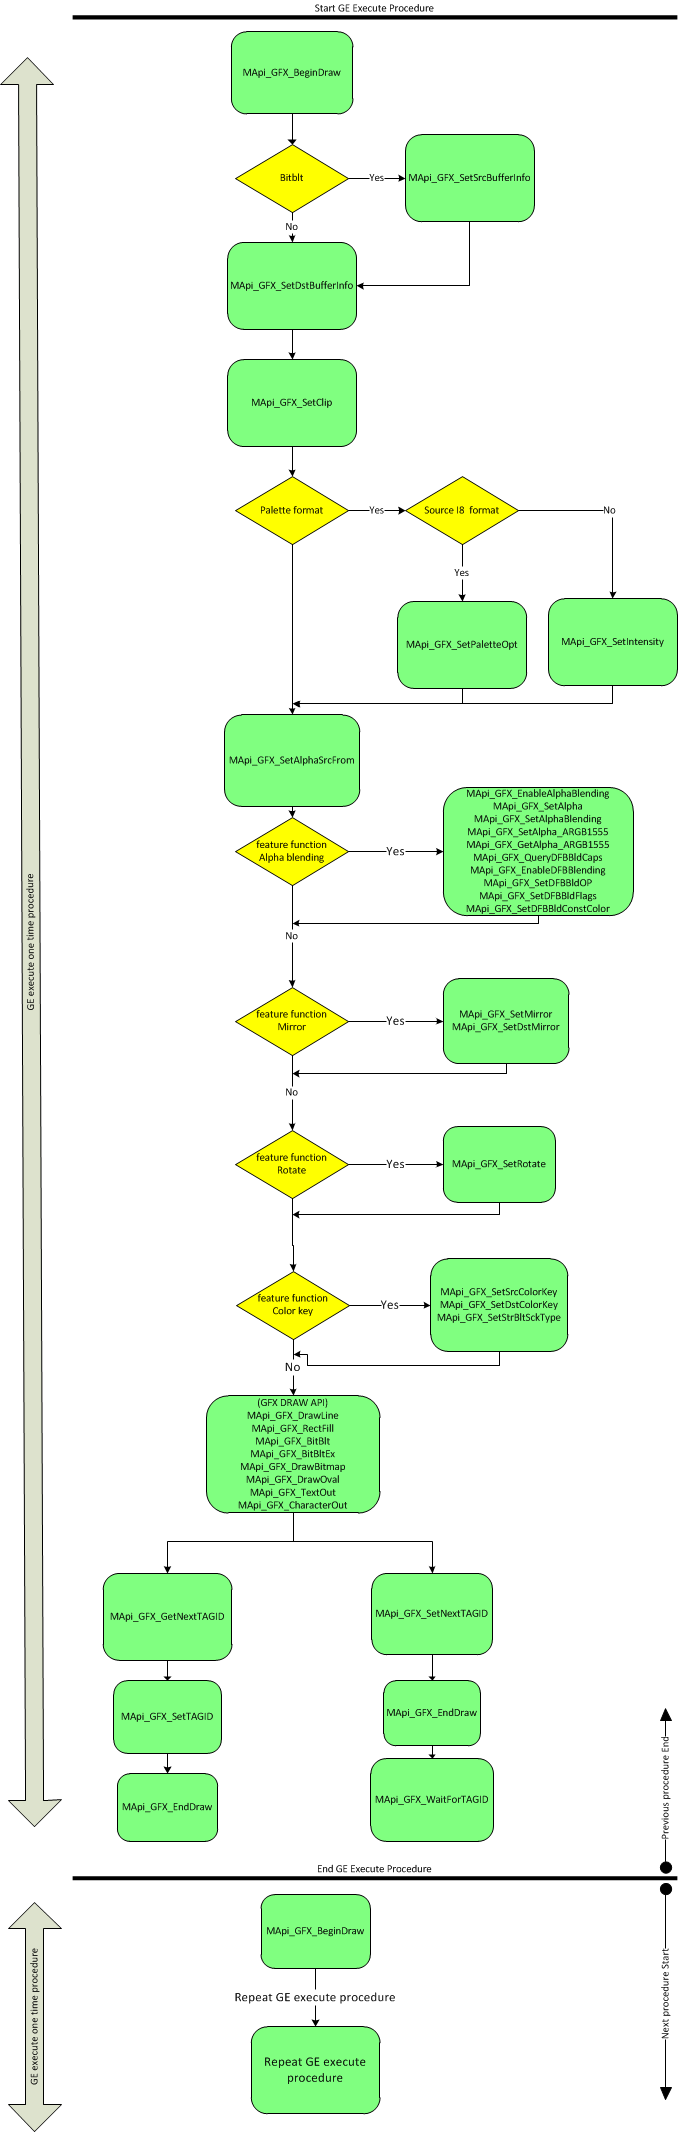 Start GE Execute Procedure
MApi_GFX_BeginDraw
Bitblt
Yes
MApi_GFX_SetSrcBufferInfo
No
MApi_GFX_SetDstBufferInfo
MApi_GFX_SetClip
Palette format
Yes
Source I8 format
No
Yes
MApi_GFX_SetPaletteOpt
MApi_GFX_SetIntensity
MApi_GFX_SetAlphaSrcFrom
feature function
Alpha blending
Yes
MApi_GFX_EnableAlphaBlending
MApi_GFX_SetAlpha
MApi_GFX_SetAlphaBlending
MApi_GFX_SetAlpha_ARGB1555
MApi_GFX_GetAlpha_ARGB1555
MApi_GFX_QueryDFBBldCaps
MApi_GFX_EnableDFBBlending
MApi_GFX_SetDFBBldOP
MApi_GFX_SetDFBBldFlags
MApi_GFX_SetDFBBldConstColor
No
GE execute one time procedure
feature function
Mirror
Yes
MApi_GFX_SetMirror
MApi_GFX_SetDstMirror
No
feature function
Rotate
Yes
MApi_GFX_SetRotate
feature function
Color key
Yes
MApi_GFX_SetSrcColorKey
MApi_GFX_SetDstColorKey
MApi_GFX_SetStrBltSckType
No
(GFX DRAW API)
MApi_GFX_DrawLine
MApi_GFX_RectFill
MApi_GFX_BitBlt
MApi_GFX_BitBltEx
MApi_GFX_DrawBitmap
MApi_GFX_DrawOval
MApi_GFX_TextOut
MApi_GFX_CharacterOut
MApi_GFX_GetNextTAGID
MApi_GFX_SetNextTAGID
MApi_GFX_SetTAGID
MApi_GFX_EndDraw
MApi_GFX_EndDraw
MApi_GFX_WaitForTAGID
Previous procedure End
End GE Execute Procedure
MApi_GFX_BeginDraw
Repeat GE execute procedure
Repeat GE execute
procedure
GE execute one time procedure
Next procedure Start